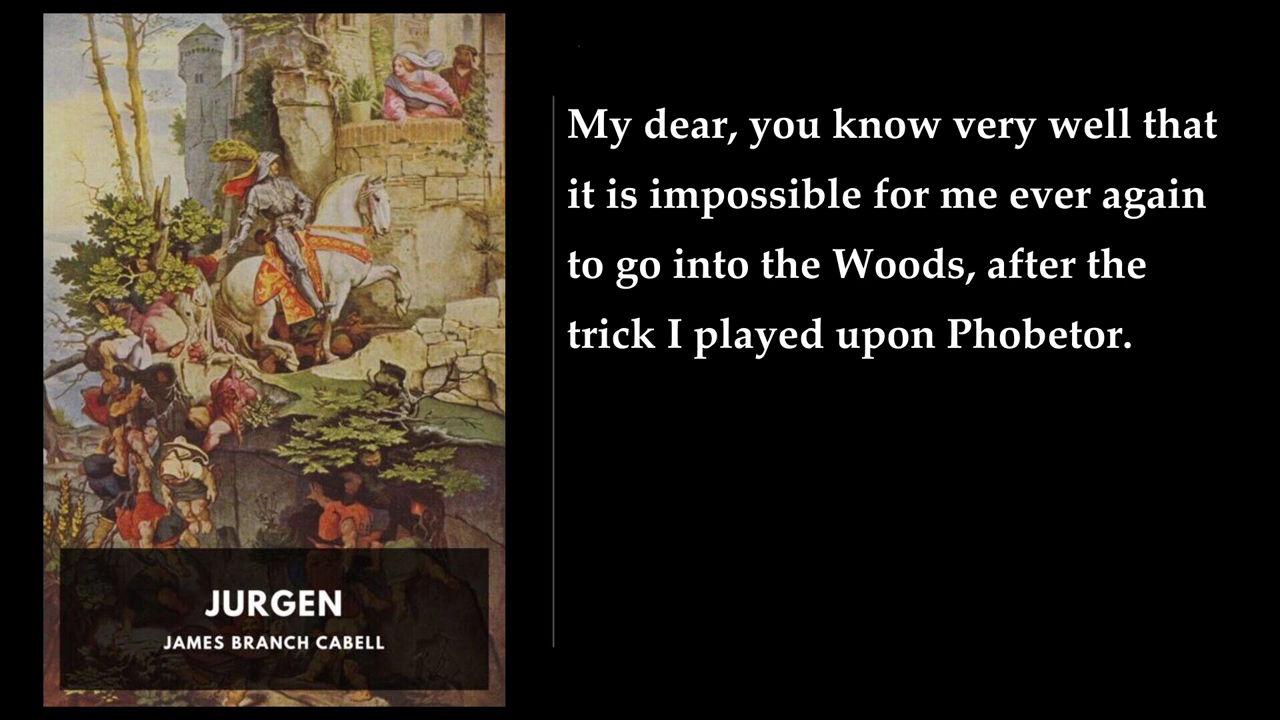 My dear, you know very well that
it is impossible for me ever again
to go into the Woods, after the
trick I played upon Phobetor.
JURGEN
JAMES BRANCH CABELL